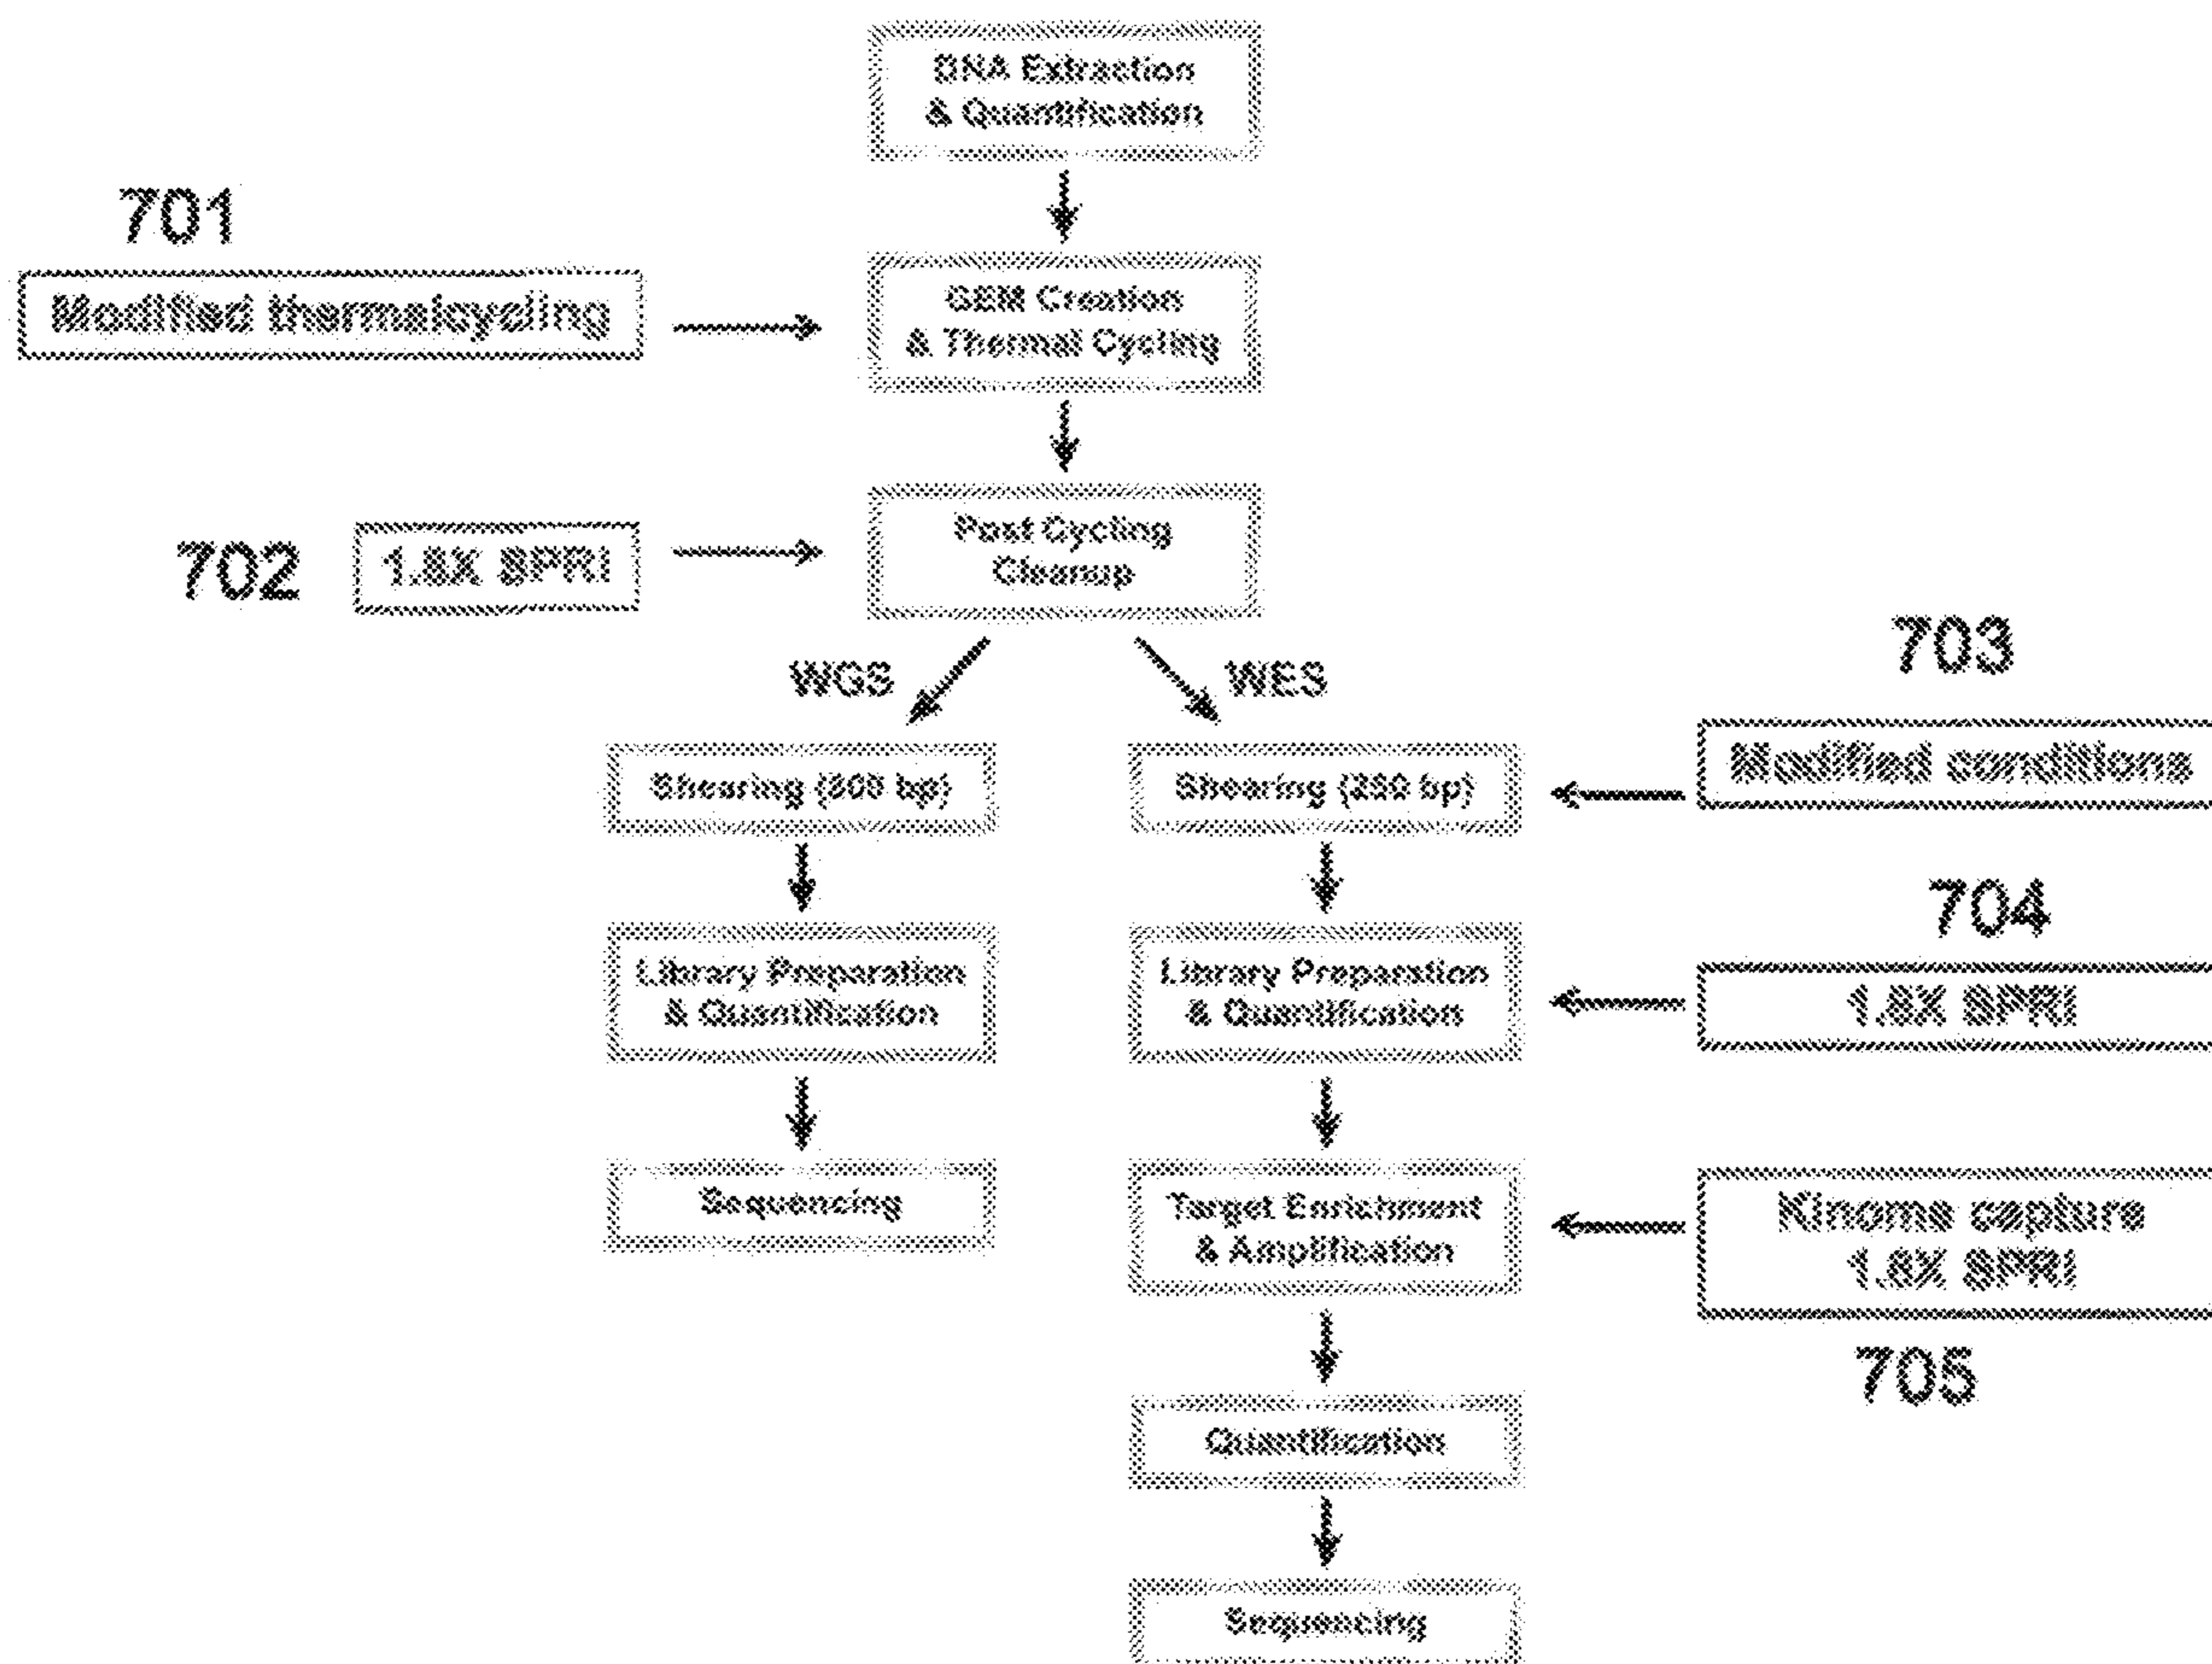 DNA Extraction
& Quantification
701
Modified thermalcycling
GEM Creation
& Thermal Cycling
702
1.8X SPRI
Post Cycling
Cleanup
WGS
WES
703
Shearing (500 bp)
Shearing (250 bp)
Modified conditions
704
Library Preparation
& Quantification
Library Preparation
& Quantification
1.8X SPRI
Sequencing
Target Enrichment
& Amplification
Kinome capture
1.8X SPRI
705
Quantification
Sequencing